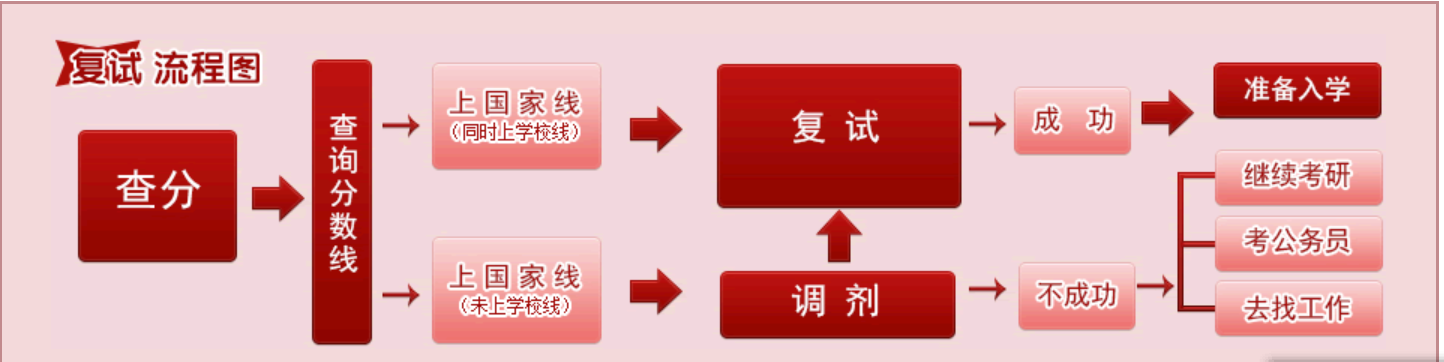 复试 流程图
查分
查询分数线
上国家线
（同时上学校线）
上国家线
（未上学校线）
复试
调剂
成功
不成功
准备入学
继续考研
考公务员
去找工作